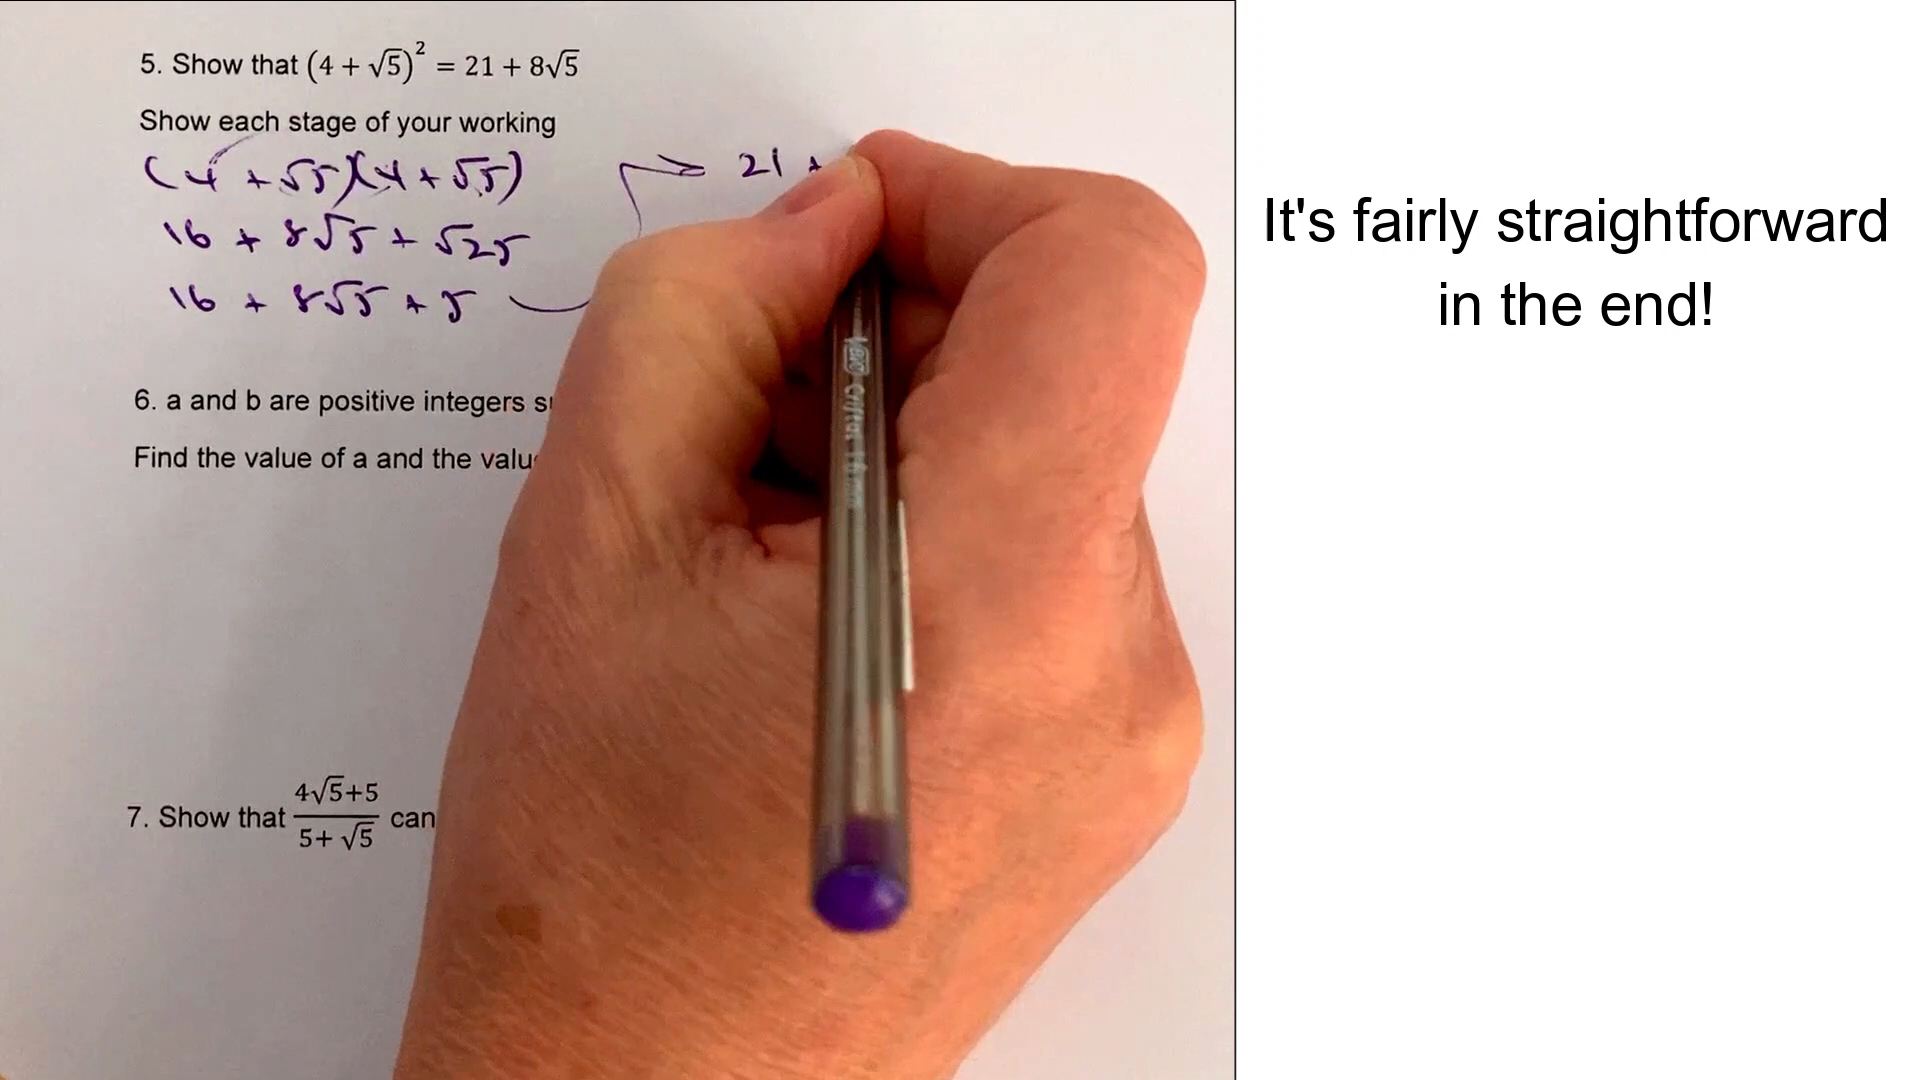 5. Show that (4 + √5)² = 21 + 8√5
Show each stage of your working
(4 + √5)(4 + √5)
16 + 8√5 + √25
16 + 8√5 + 5
21 +
6. a and b are positive integers
Find the value of a and the
7. Show that (4√5+5)/(5+ √5) can
It's fairly straightforward
in the end!